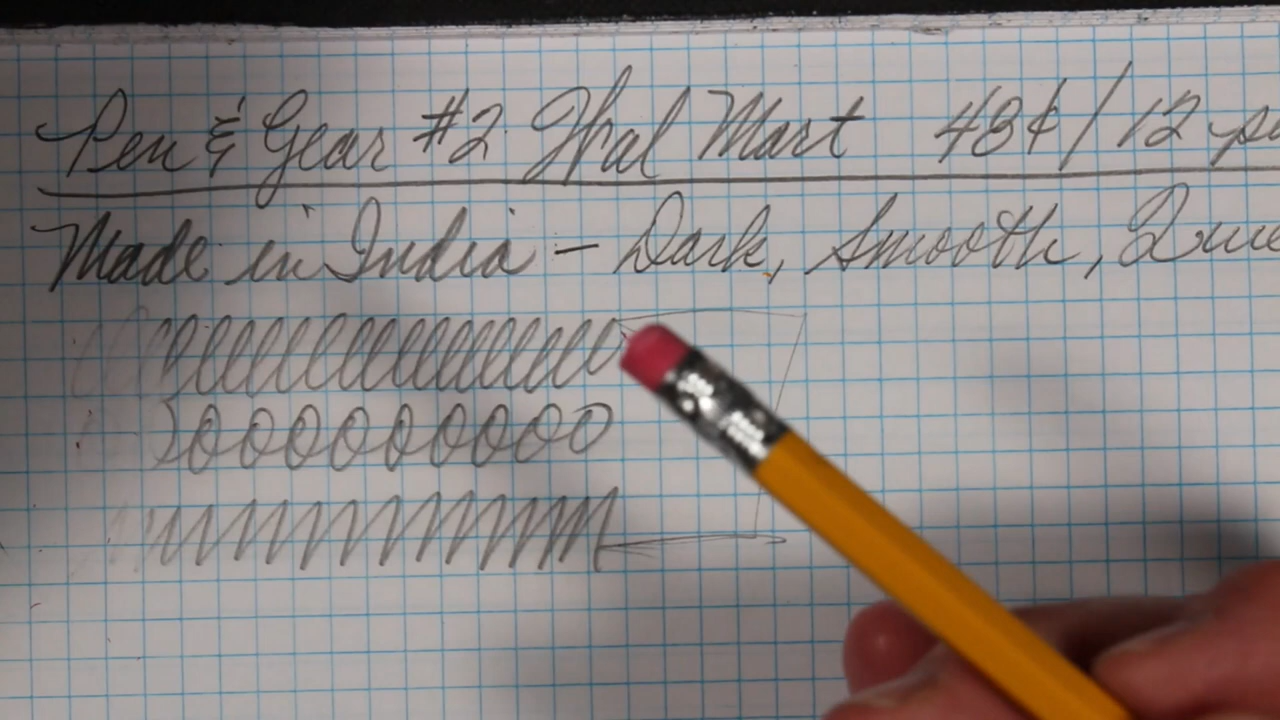 Pen & Gear #2 Wal Mart 48¢/12
Made in India - Dark, Smooth,